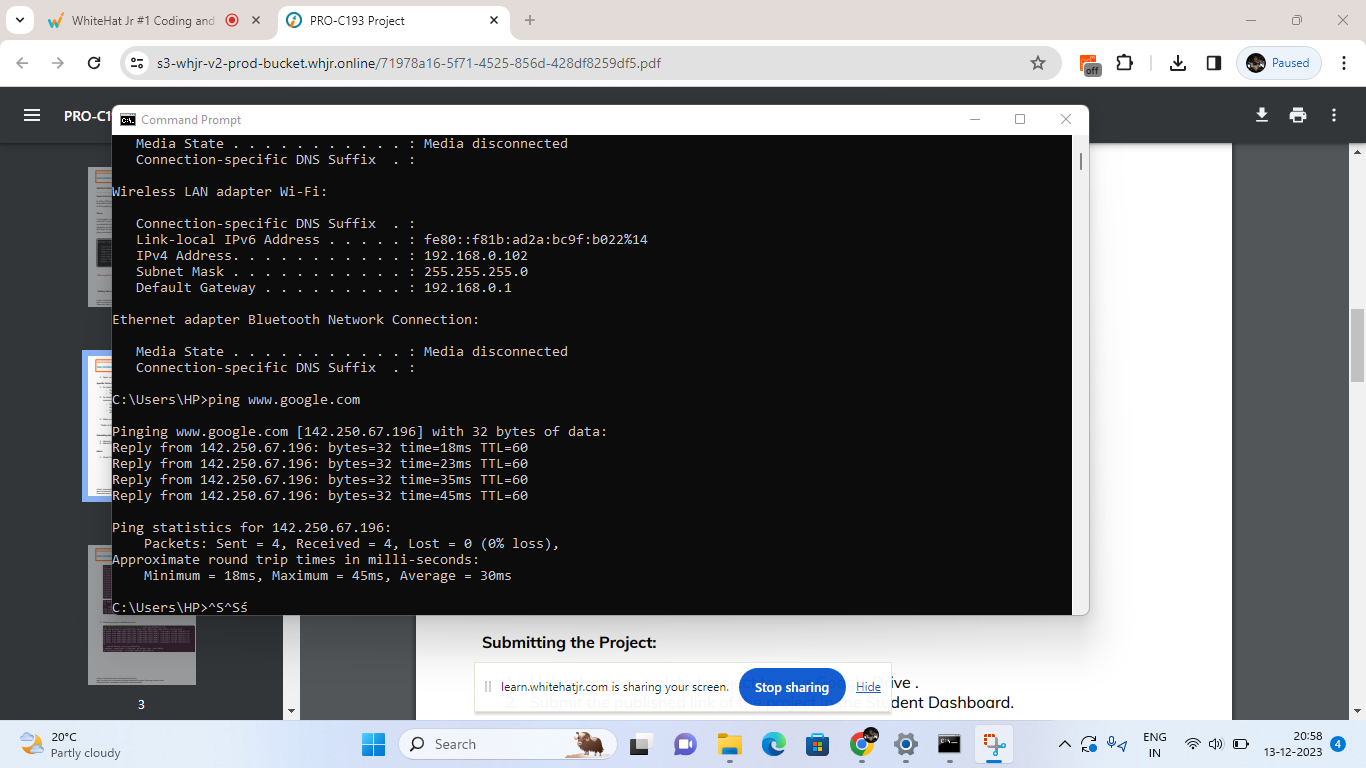 WhiteHat Jr #1 Coding and
PRO-C193 Project
s3-whjr-v2-prod-bucket.whjr.online/71978a16-5f71-4525-856d-428df8259df5.pdf
off
Paused
PRO-C1
Command Prompt
Media State . . . . . . . . . . . : Media disconnected
Connection-specific DNS Suffix  . :
Wireless LAN adapter Wi-Fi:
Connection-specific DNS Suffix  . :
Link-local IPv6 Address . . . . . : fe80::f81b:ad2a:bc9f:b022%14
IPv4 Address. . . . . . . . . . . : 192.168.0.102
Subnet Mask . . . . . . . . . . . : 255.255.255.0
Default Gateway . . . . . . . . . : 192.168.0.1
Ethernet adapter Bluetooth Network Connection:
Media State . . . . . . . . . . . : Media disconnected
Connection-specific DNS Suffix  . :
C:\Users\HP>ping www.google.com
Pinging www.google.com [142.250.67.196] with 32 bytes of data:
Reply from 142.250.67.196: bytes=32 time=18ms TTL=60
Reply from 142.250.67.196: bytes=32 time=23ms TTL=60
Reply from 142.250.67.196: bytes=32 time=35ms TTL=60
Reply from 142.250.67.196: bytes=32 time=45ms TTL=60
Ping statistics for 142.250.67.196:
Packets: Sent = 4, Received = 4, Lost = 0 (0% loss),
Approximate round trip times in milli-seconds:
Minimum = 18ms, Maximum = 45ms, Average = 30ms
C:\Users\HP>^S^Sś
3
Submitting the Project:
ive .
learn.whitehatjr.com is sharing your screen.
Stop sharing
Hide
2. Submit the published link of the project in the Student Dashboard.
20°C
Partly cloudy
Search
ENG
IN
20:58
13-12-2023
4